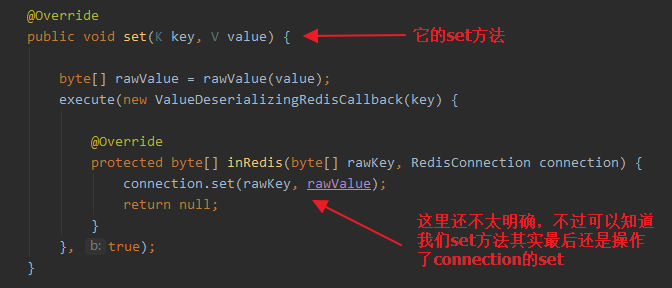 @Override
public void set(K key, V value) {
它的set方法
byte[] rawValue = rawValue(value);
execute(new ValueDeserializingRedisCallback(key) {
@Override
protected byte[] inRedis(byte[] rawKey, RedisConnection connection) {
connection.set(rawKey, rawValue);
return null;
}
}, b: true);
}
这里还不太明确，不过可以知道
我们set方法其实最后还是操作
了connection的set